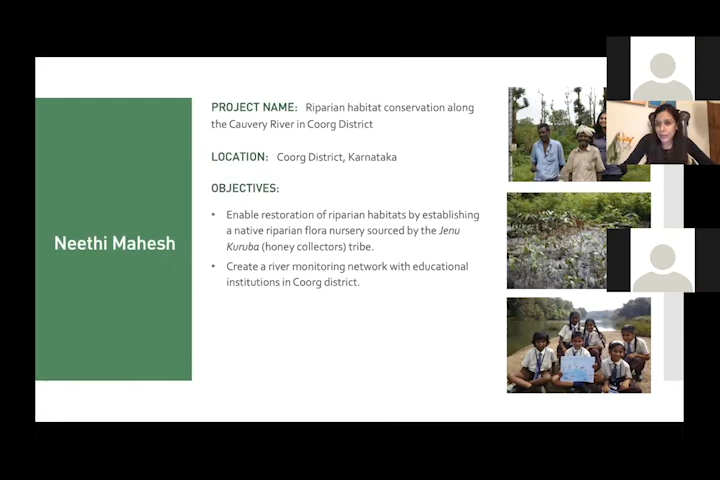 Neethi Mahesh
PROJECT NAME: Riparian habitat conservation along
the Cauvery River in Coorg District
LOCATION: Coorg District, Karnataka
OBJECTIVES:
• Enable restoration of riparian habitats by establishing
a native riparian flora nursery sourced by the Jenu
Kuruba (honey collectors) tribe.
• Create a river monitoring network with educational
institutions in Coorg district.